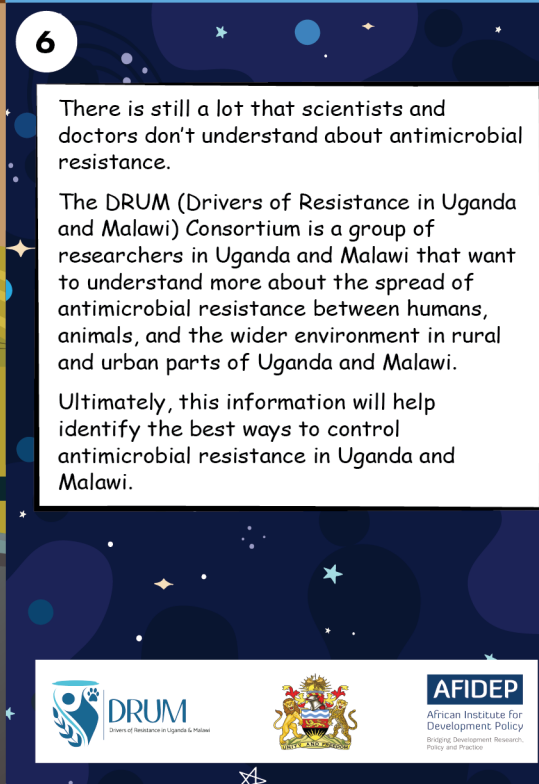 6
There is still a lot that scientists and
doctors don't understand about antimicrobial
resistance.
The DRUM (Drivers of Resistance in Uganda
and Malawi) Consortium is a group of
researchers in Uganda and Malawi that want
to understand more about the spread of
antimicrobial resistance between humans,
animals, and the wider environment in rural
and urban parts of Uganda and Malawi.
Ultimately, this information will help
identify the best ways to control
antimicrobial resistance in Uganda and
Malawi.
DRUM
Drivers of Resistance in Uganda & Malawi
UNITY AND FREEDOM
AFIDEP
African Institute for
Development Policy
Bridging Development Research,
Policy and Practice